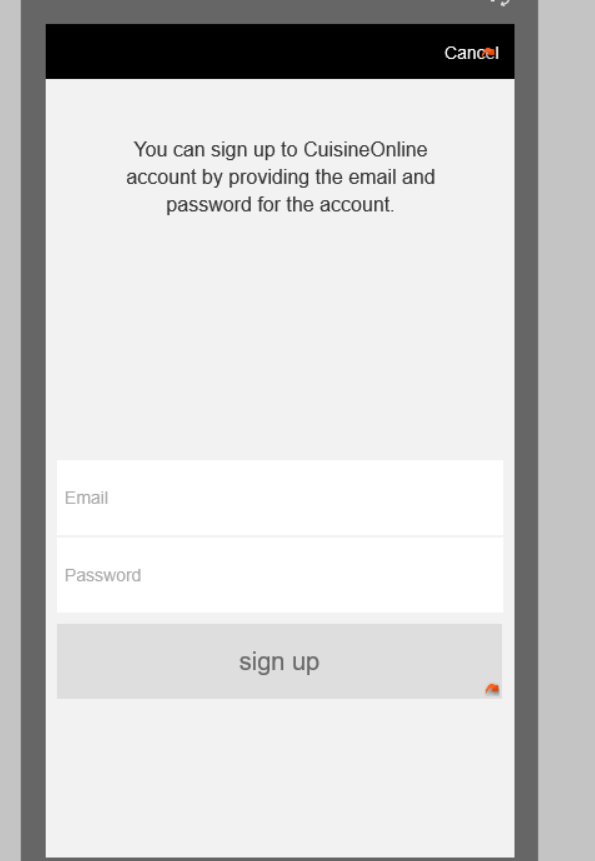 Cancel
You can sign up to CuisineOnline
account by providing the email and
password for the account.
Email
Password
sign up